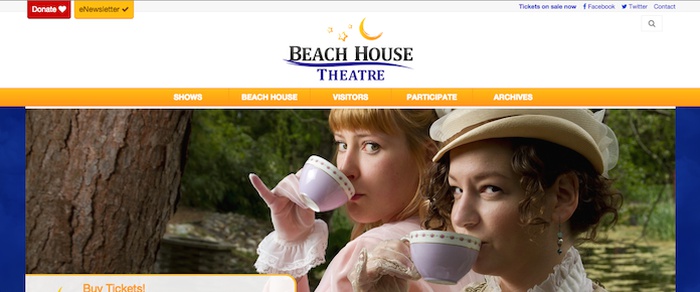 Donate
eNewsletter
Tickets on sale now Facebook Twitter Contact
BEACH HOUSE
THEATRE
SHOWS BEACH HOUSE VISITORS PARTICIPATE ARCHIVES
Buy Tickets!